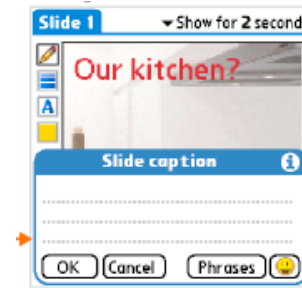 Slide 1 Show for 2 second
Our kitchen?
A
Slide caption i
OK Cancel Phrases